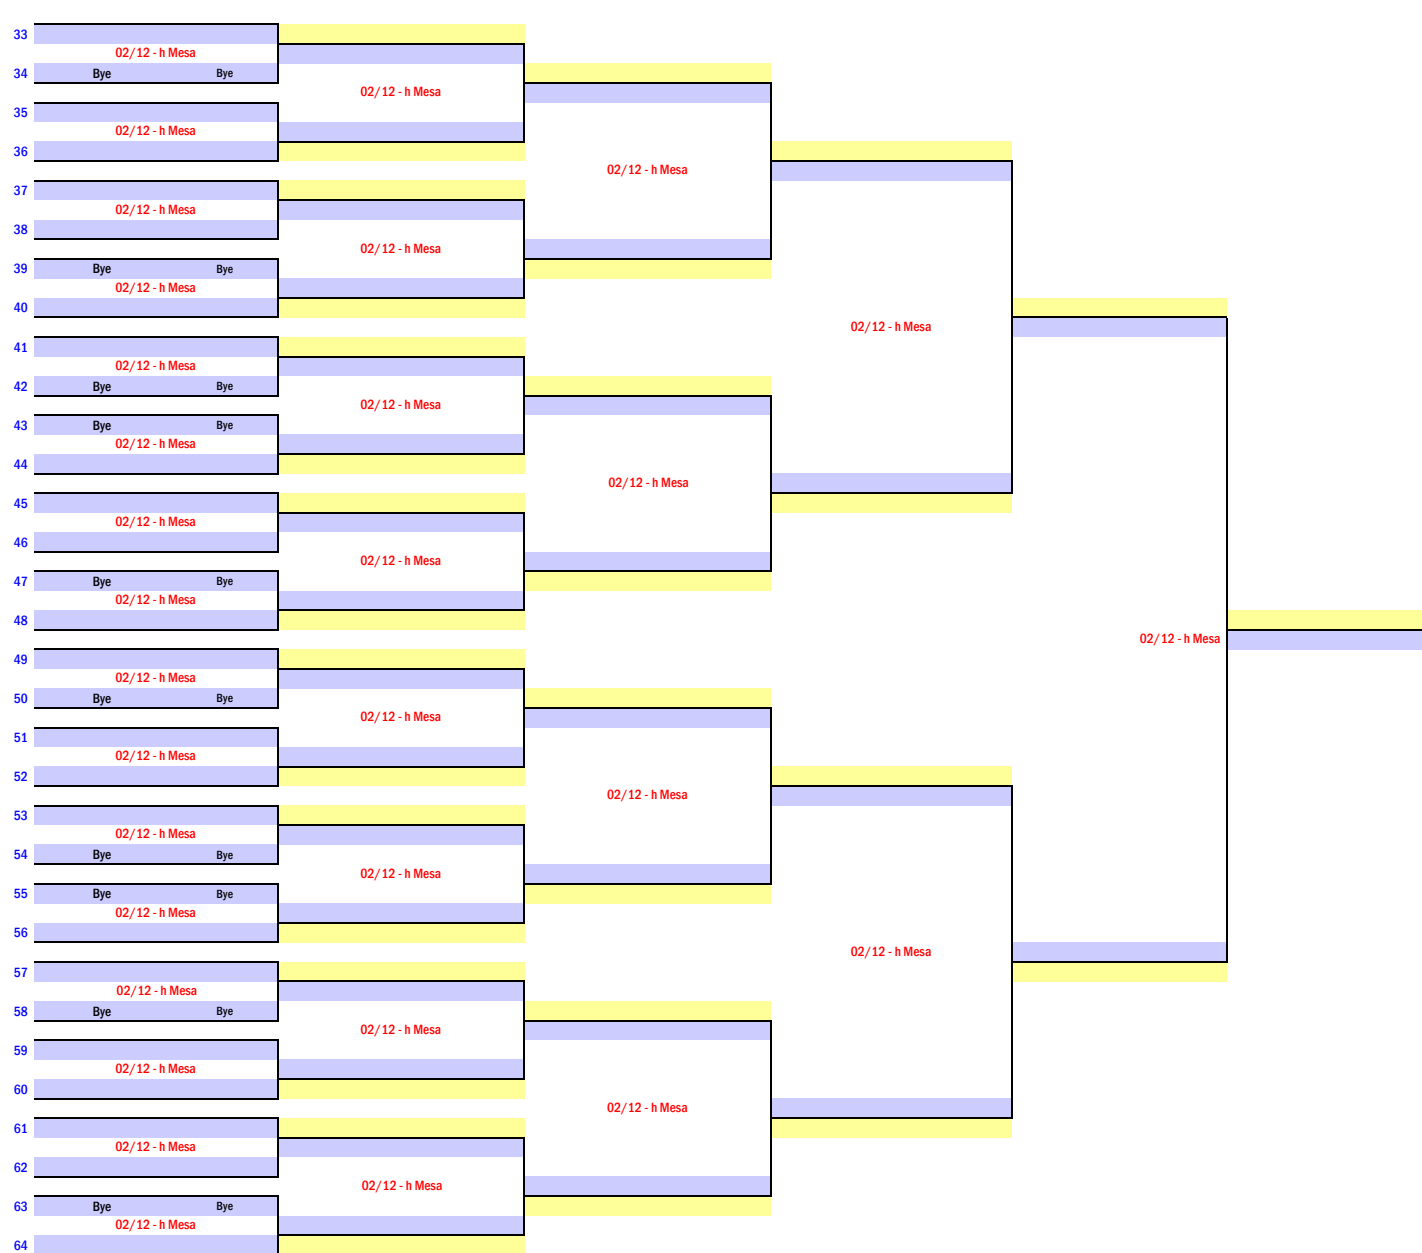 33
02/12 - h Mesa
34 Bye Bye
02/12 - h Mesa
35
02/12 - h Mesa
36
02/12 - h Mesa
37
02/12 - h Mesa
38
02/12 - h Mesa
39 Bye Bye
02/12 - h Mesa
40
02/12 - h Mesa
41
02/12 - h Mesa
42 Bye Bye
02/12 - h Mesa
43 Bye Bye
02/12 - h Mesa
44
02/12 - h Mesa
45
02/12 - h Mesa
46
02/12 - h Mesa
47 Bye Bye
02/12 - h Mesa
48
02/12 - h Mesa
49
02/12 - h Mesa
50 Bye Bye
02/12 - h Mesa
51
02/12 - h Mesa
52
02/12 - h Mesa
53
02/12 - h Mesa
54 Bye Bye
02/12 - h Mesa
55 Bye Bye
02/12 - h Mesa
56
02/12 - h Mesa
57
02/12 - h Mesa
58 Bye Bye
02/12 - h Mesa
59
02/12 - h Mesa
60
02/12 - h Mesa
61
02/12 - h Mesa
62
02/12 - h Mesa
63 Bye Bye
02/12 - h Mesa
64